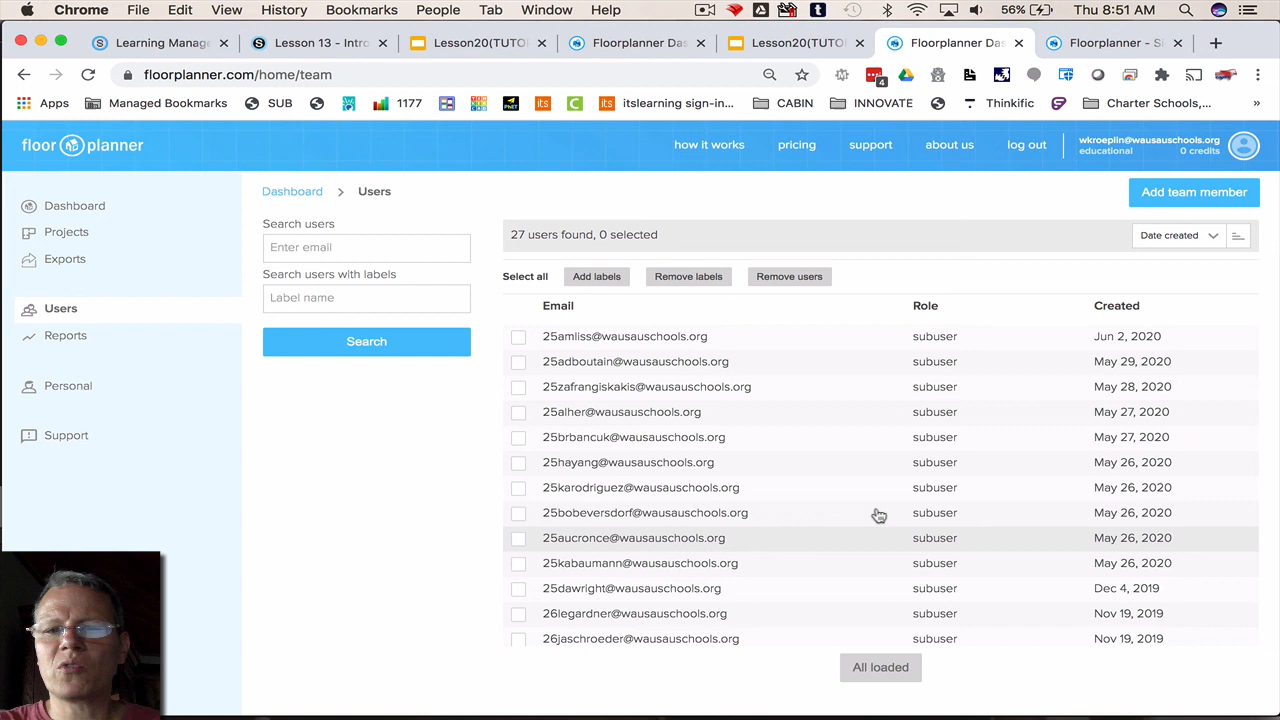 Chrome File Edit View History Bookmarks People Tab Window Help 56% Thu 8:51 AM
Learning Manage Lesson 13 - Intro Lesson20(TUTO Floorplanner Das Lesson20(TUTO Floorplanner Das Floorplanner - S
floorplanner.com/home/team 4
Apps Managed Bookmarks SUB 1177 its its itslearning sign-in... CABIN INNOVATE Thinkific Charter Schools,... »
floor planner how it works pricing support about us log out wkroeplin@wausauschools.org
educational 0 credits
Dashboard > Users Add team member
Dashboard
Projects
Exports
Users
Reports
Personal
Support
Search users
Enter email
Search users with labels
Label name
Search
27 users found, 0 selected Date created
Select all Add labels Remove labels Remove users
Email Role Created
25amliss@wausauschools.org subuser Jun 2, 2020
25adboutain@wausauschools.org subuser May 29, 2020
25zafrangiskakis@wausauschools.org subuser May 28, 2020
25alher@wausauschools.org subuser May 27, 2020
25brbancuk@wausauschools.org subuser May 27, 2020
25hayang@wausauschools.org subuser May 26, 2020
25karodriguez@wausauschools.org subuser May 26, 2020
25bobeversdorf@wausauschools.org subuser May 26, 2020
25aucronce@wausauschools.org subuser May 26, 2020
25kabaumann@wausauschools.org subuser May 26, 2020
25dawright@wausauschools.org subuser Dec 4, 2019
26legardner@wausauschools.org subuser Nov 19, 2019
26jaschroeder@wausauschools.org subuser Nov 19, 2019
All loaded